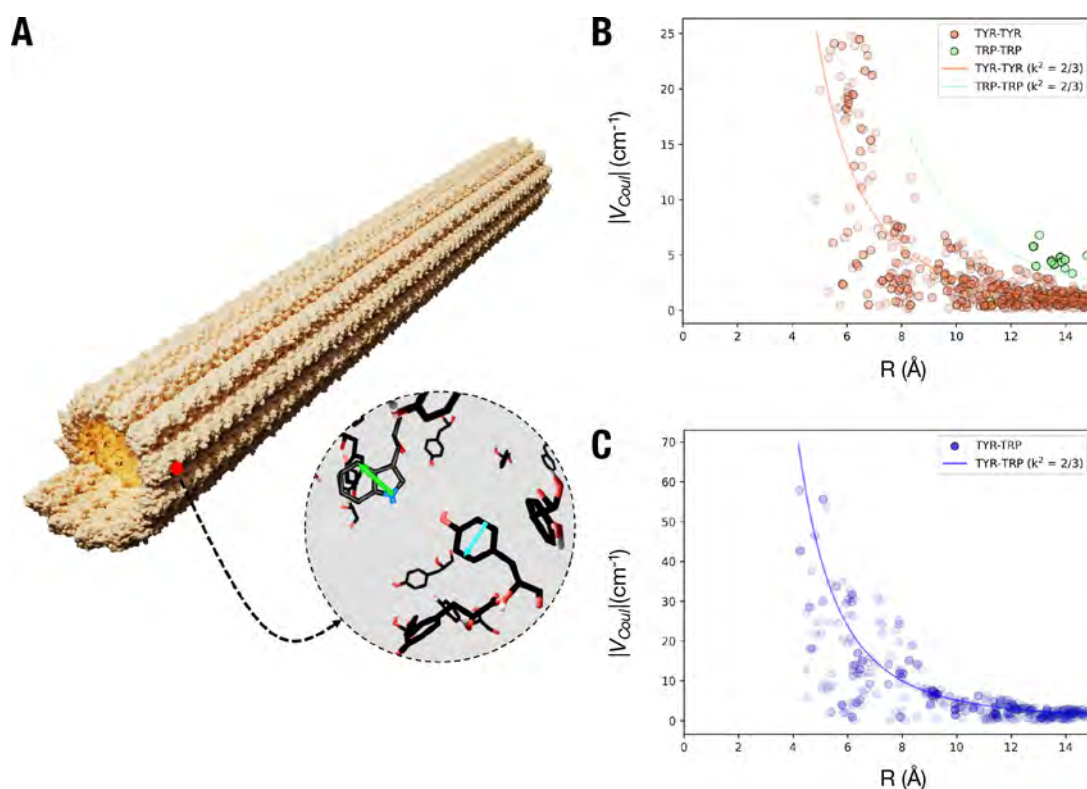 A
B
25
20
15
10
5
0
|V_Coul| (cm⁻¹)
TYR-TYR
TRP-TRP
TYR-TYR (k² = 2/3)
TRP-TRP (k² = 2/3)
0 2 4 6 8 10 12 14
R (Å)
C
70
60
50
40
30
20
10
0
|V_Coul|(cm⁻¹)
TYR-TRP
TYR-TRP (k² = 2/3)
0 2 4 6 8 10 12 14
R (Å)